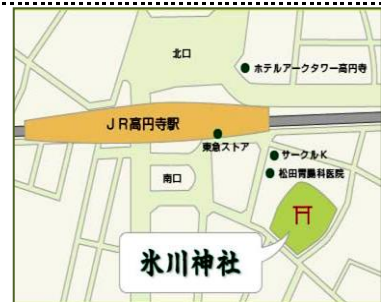 北口
ホテルアークタワー高円寺
JR高円寺駅
東急ストア
サークルK
南口
松田胃腸科医院
氷川神社